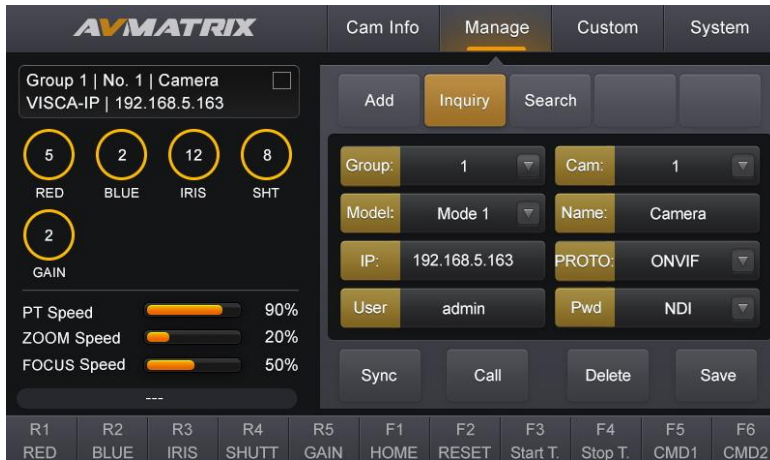 AVMATRIX
Cam Info Manage Custom System
Group 1 | No. 1 | Camera
VISCA-IP | 192.168.5.163
5 2 12 8
RED BLUE IRIS SHT
2
GAIN
PT Speed 90%
ZOOM Speed 20%
FOCUS Speed 50%
---
Add Inquiry Search
Group: 1 Cam: 1
Model: Mode 1 Name: Camera
IP: 192.168.5.163 PROTO: ONVIF
User admin Pwd NDI
Sync Call Delete Save
R1 R2 R3 R4 R5 F1 F2 F3 F4 F5 F6
RED BLUE IRIS SHUTT GAIN HOME RESET Start T. Stop T. CMD1 CMD2